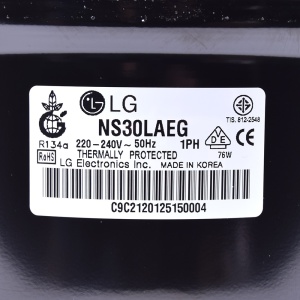 LG
TIS. 812-2548
NS30LAEG
R134a 220-240V~50Hz 1PH
RoHS THERMALLY PROTECTED 76W
LG Electronics Inc. MADE IN KOREA
C9C2120125150004